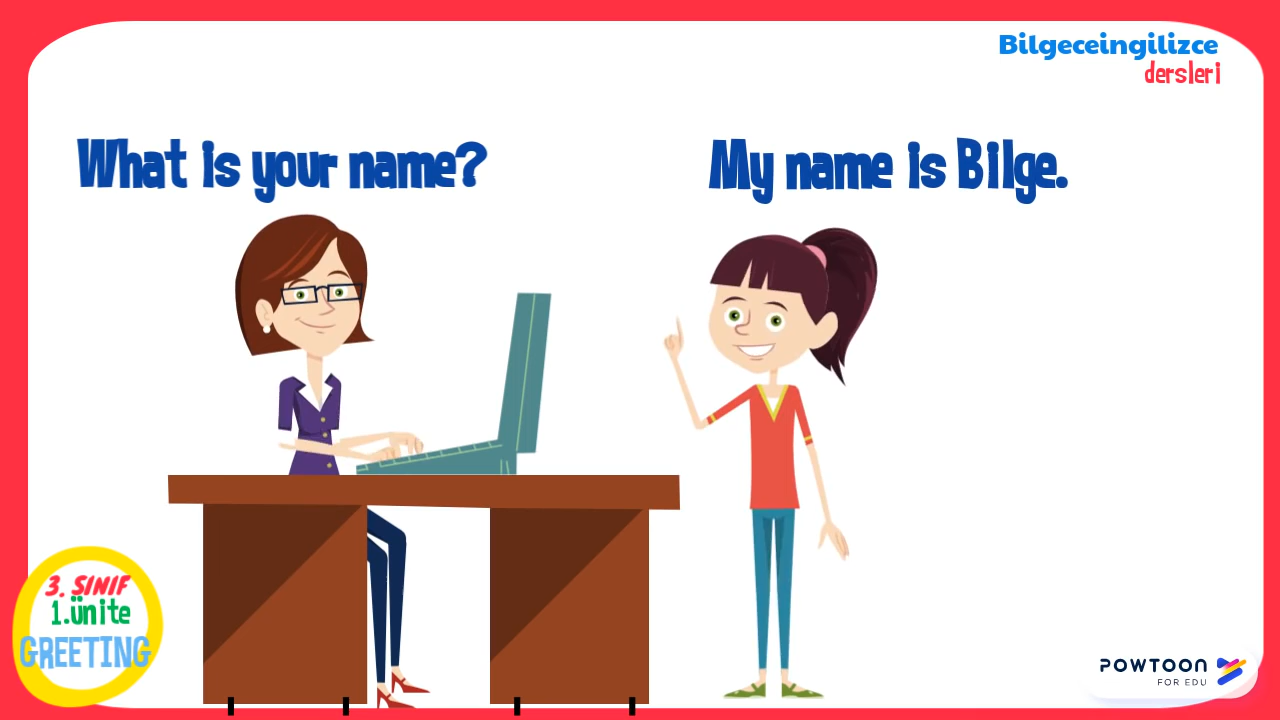 Bilgeceingilizce
dersleri
What is your name?
My name is Bilge.
3. SINIF
1.ünite
GREETING
POWTOON
FOR EDU